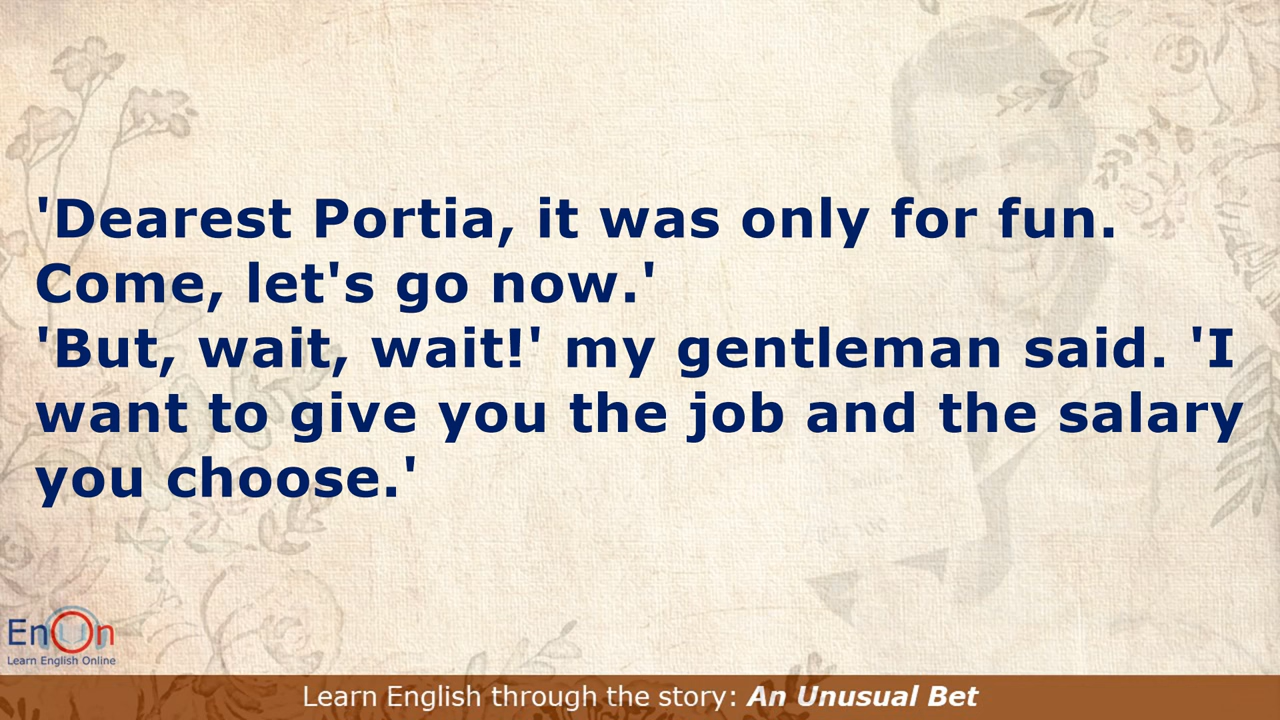 'Dearest Portia, it was only for fun.
Come, let's go now.'
'But, wait, wait!' my gentleman said. 'I
want to give you the job and the salary
you choose.'
EnOn
Learn English Online
Learn English through the story: An Unusual Bet